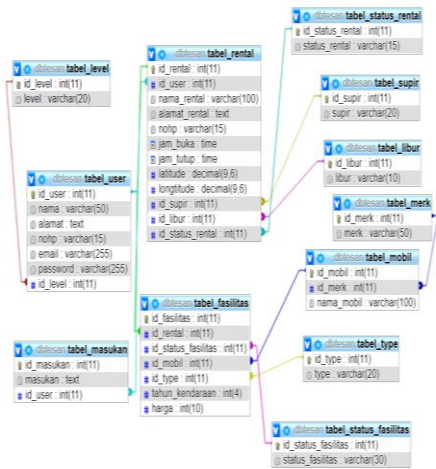 dbtesan tabel_level
id_level : int(11)
level : varchar(20)
dbtesan tabel_user
id_user : int(11)
nama : varchar(50)
alamat : text
nohp : varchar(15)
email : varchar(255)
password : varchar(255)
id_level : int(11)
dbtesan tabel_masukan
id_masukan : int(11)
masukan : text
id_user : int(11)
dbtesan tabel_rental
id_rental : int(11)
id_user : int(11)
nama_rental : varchar(100)
alamat_rental : text
nohp : varchar(15)
jam_buka : time
jam_tutup : time
latitude : decimal(9,6)
longtitude : decimal(9,6)
id_supir : int(11)
id_libur : int(11)
id_status_rental : int(11)
dbtesan tabel_fasilitas
id_fasilitas : int(11)
id_rental : int(11)
id_status_fasilitas : int(11)
id_mobil : int(11)
id_type : int(11)
tahun_kendaraan : int(4)
harga : int(10)
dbtesan tabel_status_rental
id_status_rental : int(11)
status_rental : varchar(15)
dbtesan tabel_supir
id_supir : int(11)
supir : varchar(20)
dbtesan tabel_libur
id_libur : int(11)
libur : varchar(10)
dbtesan tabel_merk
id_merk : int(11)
merk : varchar(50)
dbtesan tabel_mobil
id_mobil : int(11)
id_merk : int(11)
nama_mobil : varchar(100)
dbtesan tabel_type
id_type : int(11)
type : varchar(20)
dbtesan tabel_status_fasilitas
id_status_fasilitas : int(11)
status_fasilitas : varchar(30)